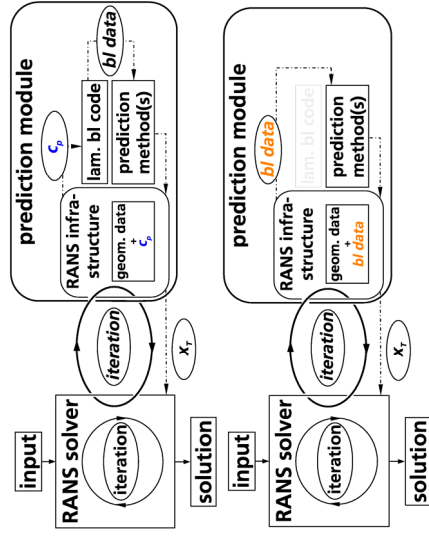 prediction module
c_p
bl data
lam. bl code
prediction
method(s)
RANS infra-
structure
geom. data
+
c_p
iteration
x_T
input
RANS solver
iteration
solution
prediction module
bl data
lam. bl code
prediction
method(s)
RANS infra-
structure
geom. data
+
bl data
iteration
x_T
input
RANS solver
iteration
solution